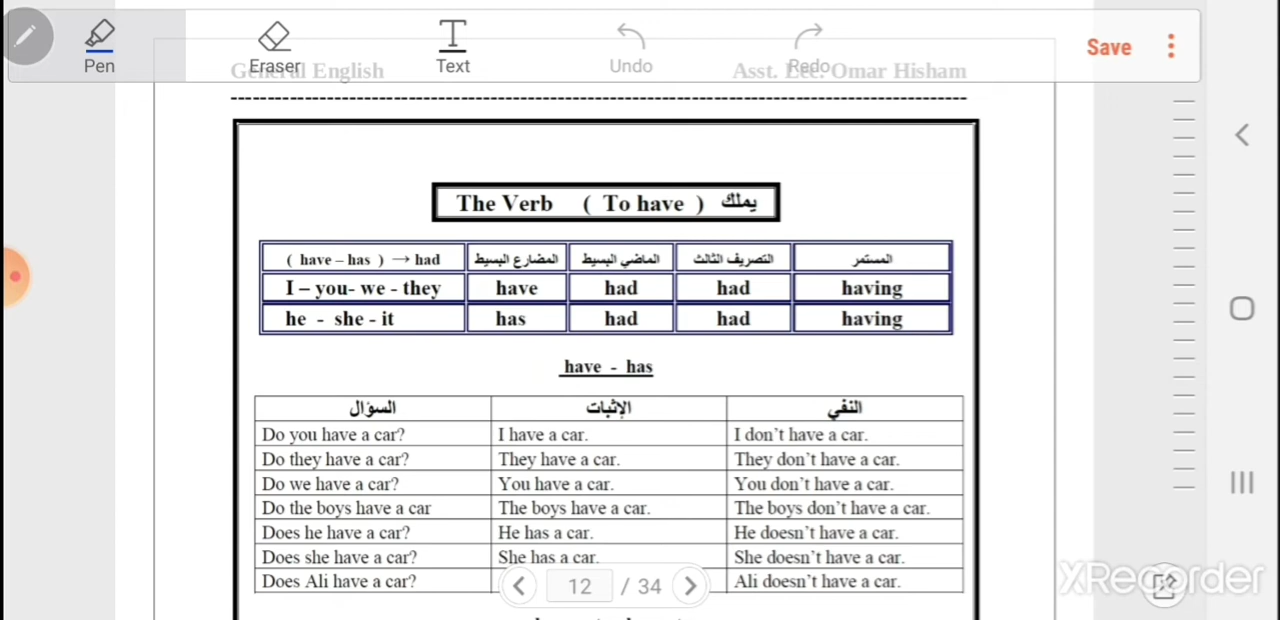 Pen Eraser Text Undo Redo Save
General English Asst. Lec. Omar Hisham
The Verb ( To have ) يملك
( have – has ) → had المضارع البسيط الماضي البسيط التصريف الثالث المستمر
I – you- we - they have had had having
he - she - it has had had having
have - has
السؤال الإثبات النفي
Do you have a car? I have a car. I don't have a car.
Do they have a car? They have a car. They don't have a car.
Do we have a car? You have a car. You don't have a car.
Do the boys have a car The boys have a car. The boys don't have a car.
Does he have a car? He has a car. He doesn't have a car.
Does she have a car? She has a car. She doesn't have a car.
Does Ali have a car? Ali doesn't have a car.
12 / 34
XRecorder